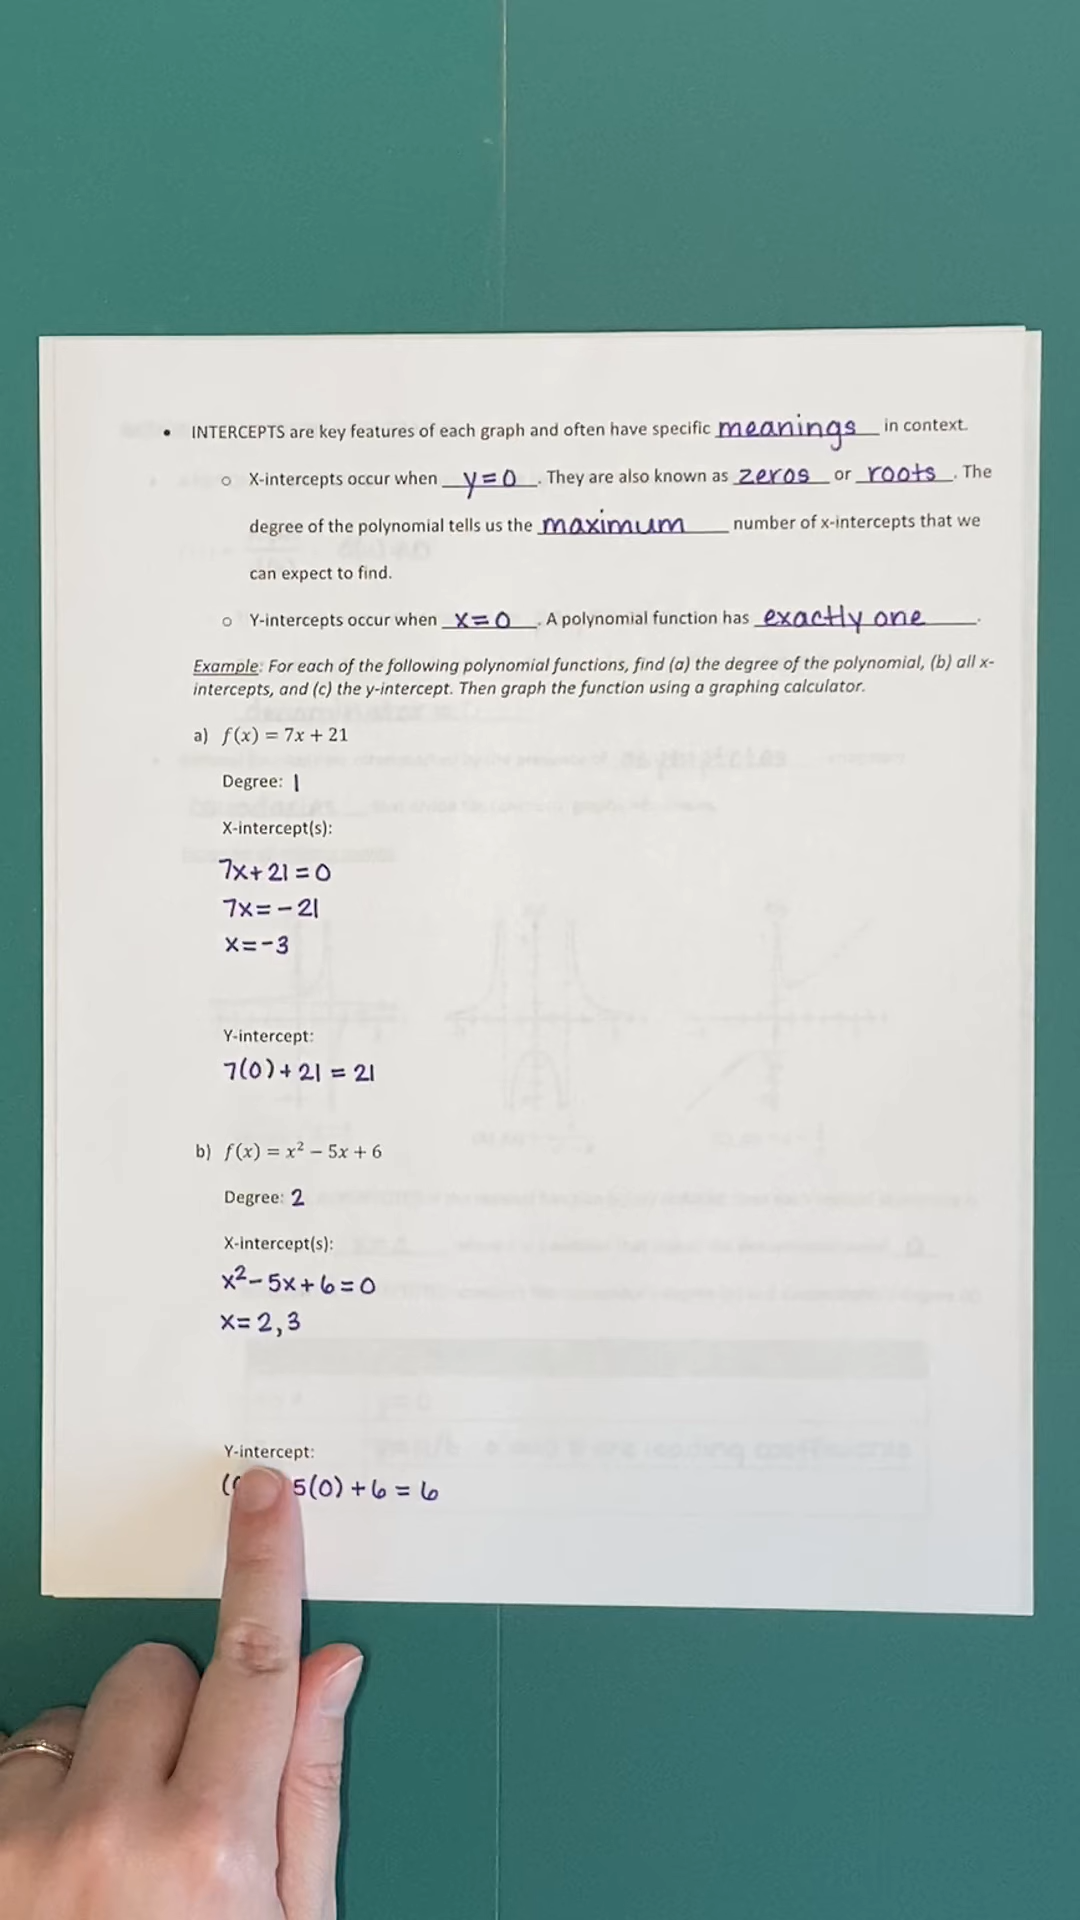 • INTERCEPTS are key features of each graph and often have specific meanings in context.
○ X-intercepts occur when y=0. They are also known as zeros or roots. The
degree of the polynomial tells us the maximum number of x-intercepts that we
can expect to find.
○ Y-intercepts occur when x=0. A polynomial function has exactly one.
Example: For each of the following polynomial functions, find (a) the degree of the polynomial, (b) all x-
intercepts, and (c) the y-intercept. Then graph the function using a graphing calculator.
a) f(x) = 7x + 21
Degree: 1
X-intercept(s):
7x+21=0
7x=-21
x=-3
Y-intercept:
7(0)+21=21
b) f(x) = x² − 5x + 6
Degree: 2
X-intercept(s):
x²-5x+6=0
x=2,3
Y-intercept:
5(0)+6=6